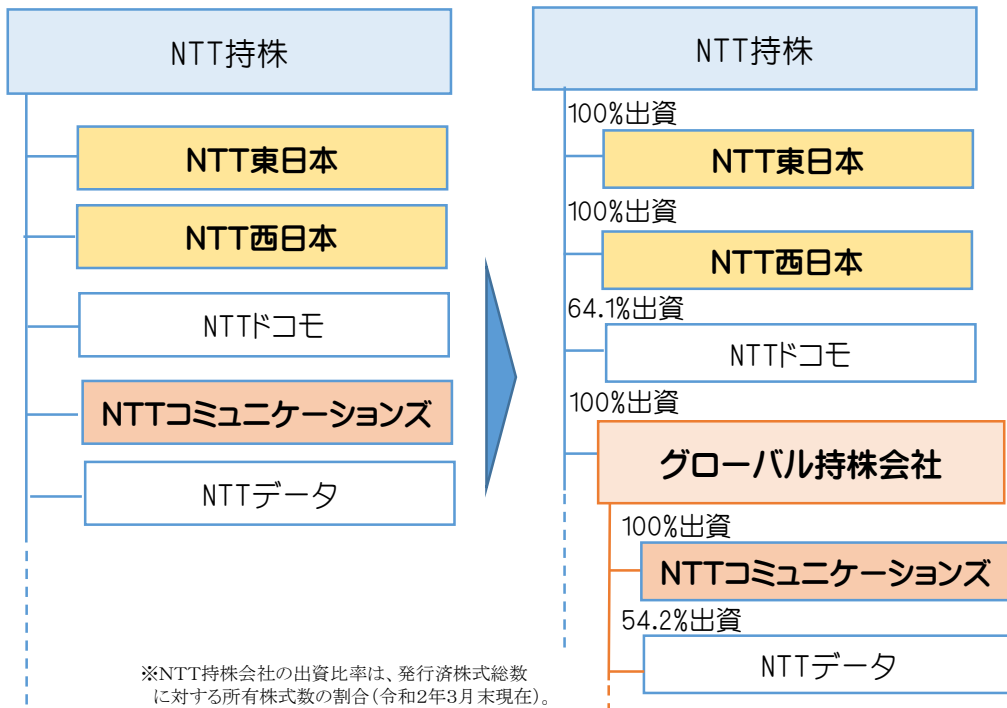 NTT持株
NTT東日本
NTT西日本
NTTドコモ
NTTコミュニケーションズ
NTTデータ
NTT持株
100%出資
NTT東日本
100%出資
NTT西日本
64.1%出資
NTTドコモ
100%出資
グローバル持株会社
100%出資
NTTコミュニケーションズ
54.2%出資
NTTデータ
※NTT持株会社の出資比率は、発行済株式総数
に対する所有株式数の割合(令和2年3月末現在)。